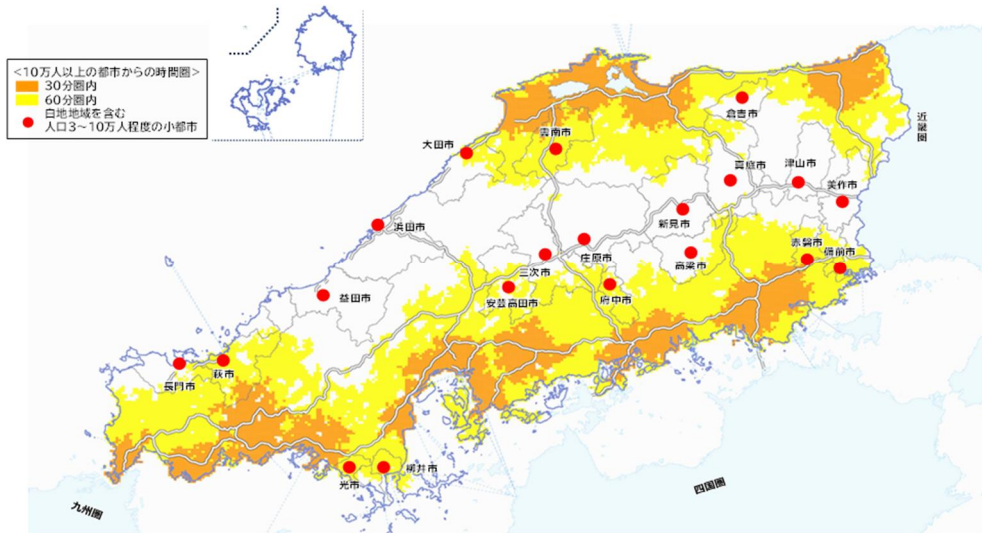 <10万人以上の都市からの時間圏>
30分圏内
60分圏内
白地地域を含む
人口3～10万人程度の小都市
近畿圏
倉吉市
雲南市
大田市
真庭市
津山市
美作市
新見市
浜田市
赤磐市
備前市
庄原市
三次市
高梁市
益田市
安芸高田市
府中市
萩市
長門市
柳井市
光市
四国圏
九州圏